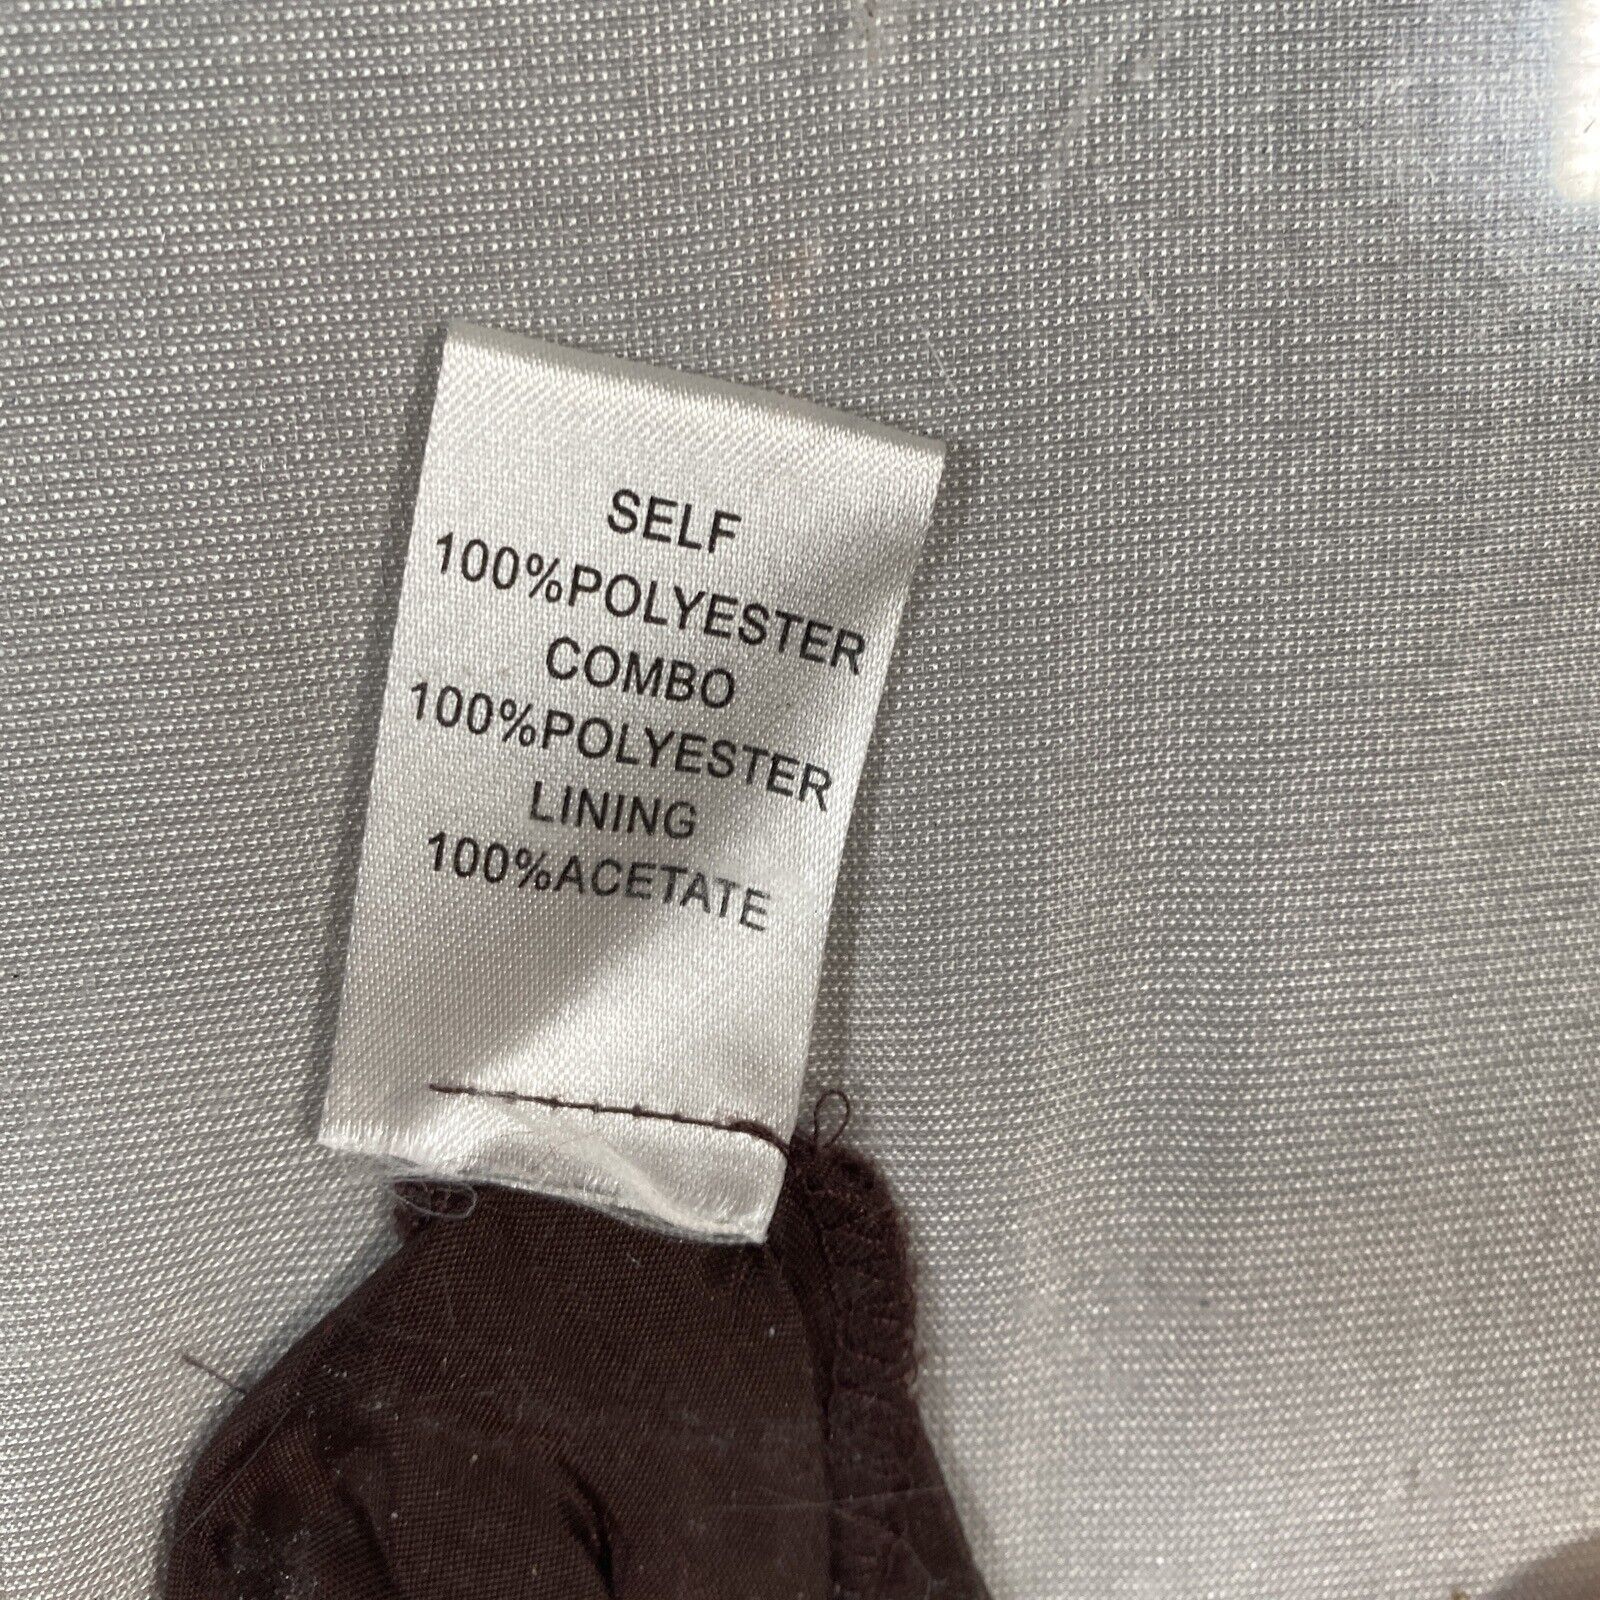 SELF
100%POLYESTER
COMBO
100%POLYESTER
LINING
100%ACETATE